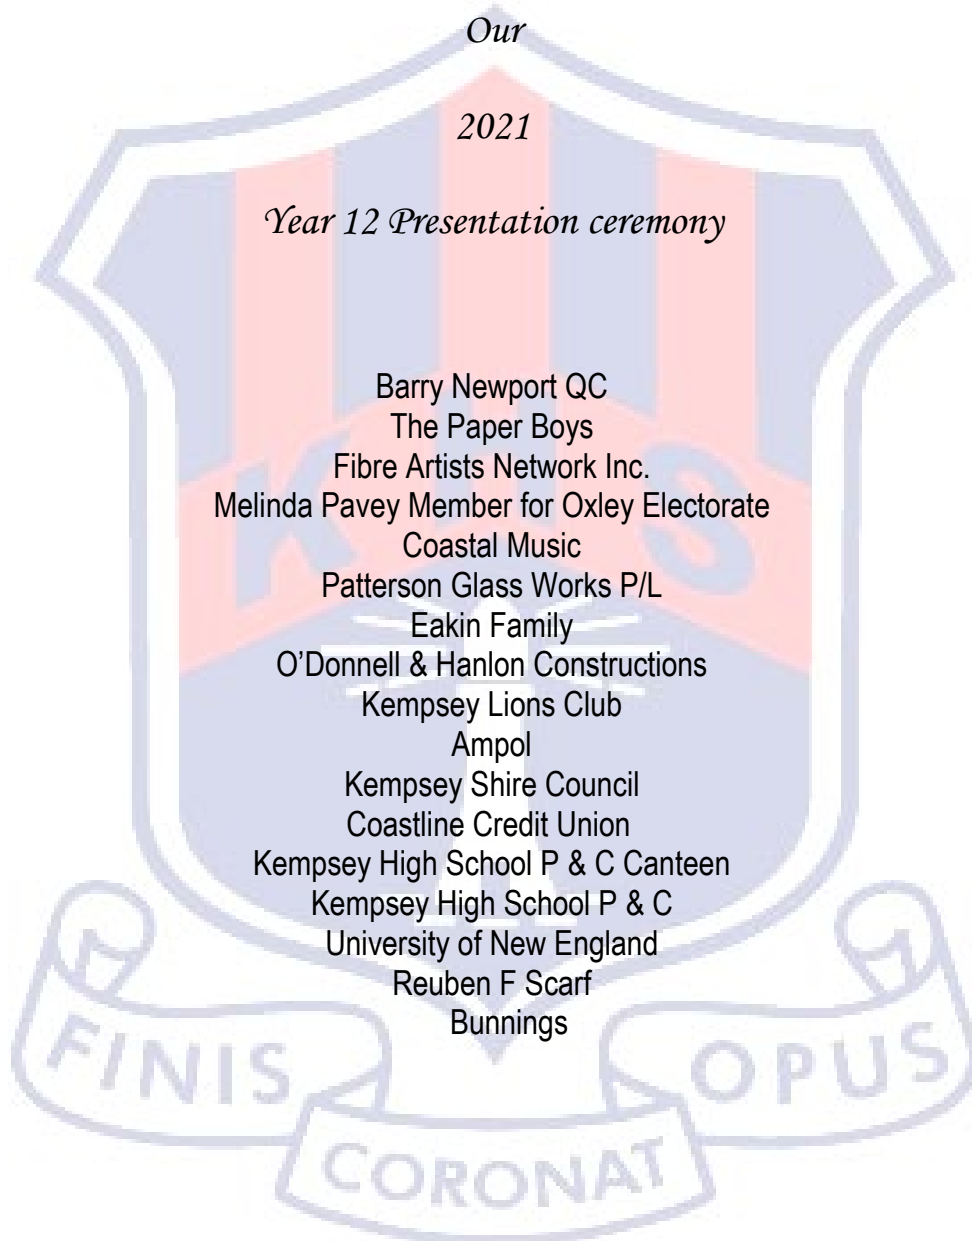 Our
2021
Year 12 Presentation ceremony
Barry Newport QC
The Paper Boys
Fibre Artists Network Inc.
Melinda Pavey Member for Oxley Electorate
Coastal Music
Patterson Glass Works P/L
Eakin Family
O’Donnell & Hanlon Constructions
Kempsey Lions Club
Ampol
Kempsey Shire Council
Coastline Credit Union
Kempsey High School P & C Canteen
Kempsey High School P & C
University of New England
Reuben F Scarf
Bunnings
KHS
FINIS
CORONAT
OPUS